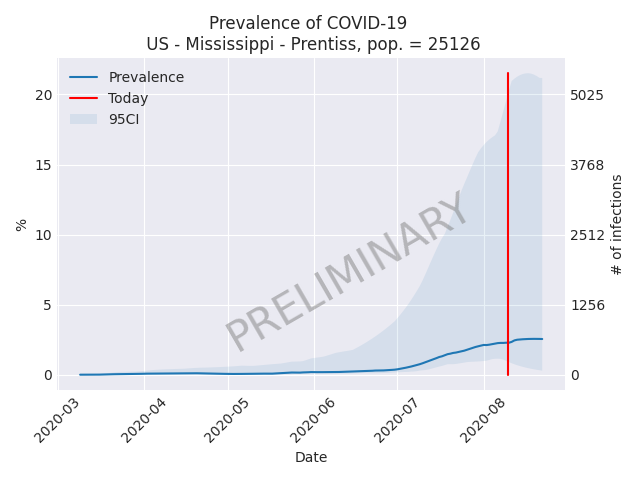 Prevalence of COVID-19
US - Mississippi - Prentiss, pop. = 25126
Prevalence
Today
95CI
PRELIMINARY
%
20
15
10
5
0
5025
3768
2512
1256
0
# of infections
2020-03
2020-04
2020-05
2020-06
2020-07
2020-08
Date